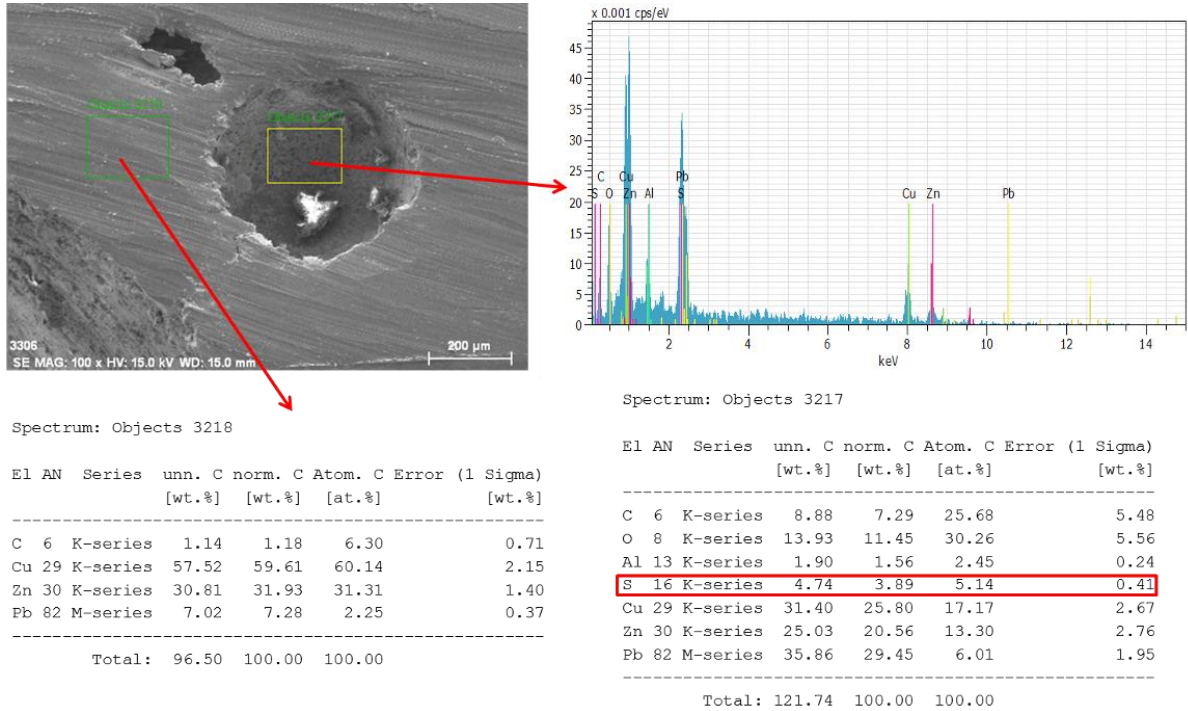 x 0.001 cps/eV
45
40
35
30
25
20
15
10
5
0
C Cu Pb
S O Zn Al S Cu Zn Pb
2 4 6 8 10 12 14
keV
Objects 3218
Objects 3217
3306
SE MAG: 100 x HV: 15.0 kV WD: 15.0 mm
200 µm
Spectrum: Objects 3218
El AN Series unn. C norm. C Atom. C Error (1 Sigma)
[wt.%] [wt.%] [at.%] [wt.%]
C 6 K-series 1.14 1.18 6.30 0.71
Cu 29 K-series 57.52 59.61 60.14 2.15
Zn 30 K-series 30.81 31.93 31.31 1.40
Pb 82 M-series 7.02 7.28 2.25 0.37
Total: 96.50 100.00 100.00
Spectrum: Objects 3217
El AN Series unn. C norm. C Atom. C Error (1 Sigma)
[wt.%] [wt.%] [at.%] [wt.%]
C 6 K-series 8.88 7.29 25.68 5.48
O 8 K-series 13.93 11.45 30.26 5.56
Al 13 K-series 1.90 1.56 2.45 0.24
S 16 K-series 4.74 3.89 5.14 0.41
Cu 29 K-series 31.40 25.80 17.17 2.67
Zn 30 K-series 25.03 20.56 13.30 2.76
Pb 82 M-series 35.86 29.45 6.01 1.95
Total: 121.74 100.00 100.00